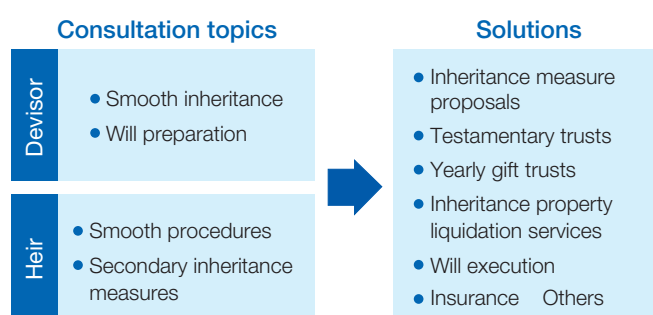 Consultation topics
Devisor
● Smooth inheritance
● Will preparation
Heir
● Smooth procedures
● Secondary inheritance
measures
Solutions
● Inheritance measure
proposals
● Testamentary trusts
● Yearly gift trusts
● Inheritance property
liquidation services
● Will execution
● Insurance Others